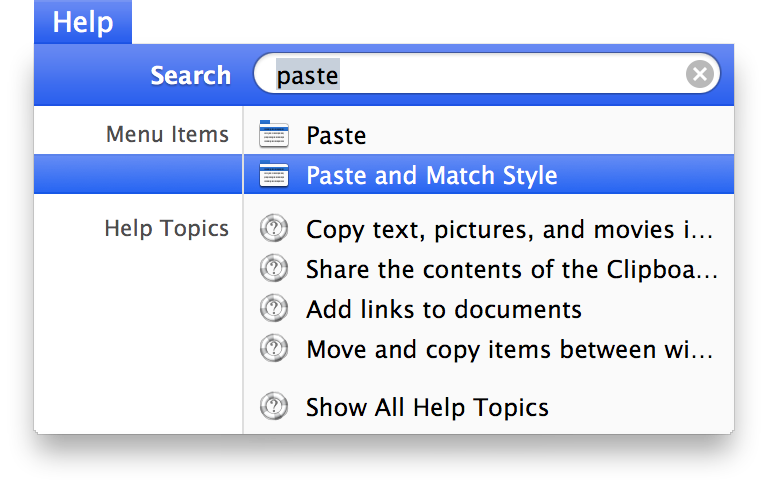 Help
Search paste
Menu Items Paste
Paste and Match Style
Help Topics Copy text, pictures, and movies i...
Share the contents of the Clipboa...
Add links to documents
Move and copy items between wi...
Show All Help Topics